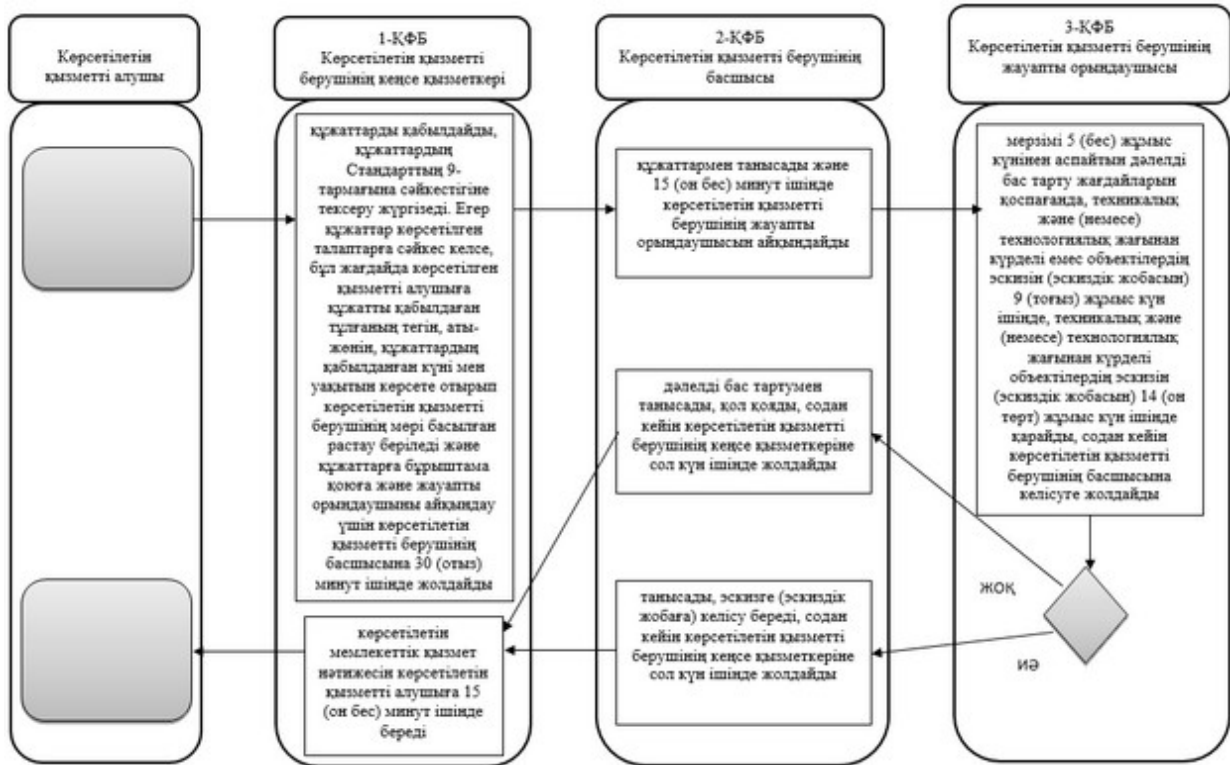 Көрсетілетін
қызметті алушы
1-ҚФБ
Көрсетілетін қызметті
берушінің кеңсе қызметкері
2-ҚФБ
Көрсетілетін қызметті берушінің
басшысы
3-ҚФБ
Көрсетілетін қызметті берушінің
жауапты орындаушысы
құжаттарды қабылдайды,
құжаттардың
Стандарттың 9-
тармағына сәйкестігіне
тексеру жүргізеді. Егер
құжаттар көрсетілген
талаптарға сәйкес келсе,
бұл жағдайда көрсетілген
қызметті алушыға
құжатты қабылдаған
тұлғаның тегін, аты-
жөнін, құжаттардың
қабылданған күні мен
уақытын көрсете отырып
көрсетілетін қызметті
берушінің мөрі басылған
растау беріледі және
құжаттарға бұрыштама
қоюға және жауапты
орындаушыны айқындау
үшін көрсетілетін
қызметті берушінің
басшысына 30 (отыз)
минут ішінде жолдайды
көрсетілетін
мемлекеттік қызмет
нәтижесін көрсетілетін
қызметті алушыға 15
(он бес) минут ішінде
береді
құжаттармен танысады және
15 (он бес) минут ішінде
көрсетілетін қызметті
берушінің жауапты
орындаушысын айқындайды
дәлелді бас тартумен
танысады, қол қояды, содан
кейін көрсетілетін қызметті
берушінің кеңсе қызметкеріне
сол күн ішінде жолдайды
танысады, эскизге (эскиздік
жобаға) келісу береді, содан
кейін көрсетілетін қызметті
берушінің кеңсе қызметкеріне
сол күн ішінде жолдайды
мерзімі 5 (бес) жұмыс
күнінен аспайтын дәлелді
бас тарту жағдайларын
қоспағанда, техникалық
және (немесе)
технологиялық жағынан
күрделі емес объектілердің
эскизін (эскиздік жобасын)
9 (тоғыз) жұмыс күн
ішінде, техникалық және
(немесе) технологиялық
жағынан күрделі
объектілердің эскизін
(эскиздік жобасын) 14 (он
төрт) жұмыс күн ішінде
қарайды, содан кейін
көрсетілетін қызметті
берушінің басшысына
келісуге жолдайды
ЖОҚ
ИӘ